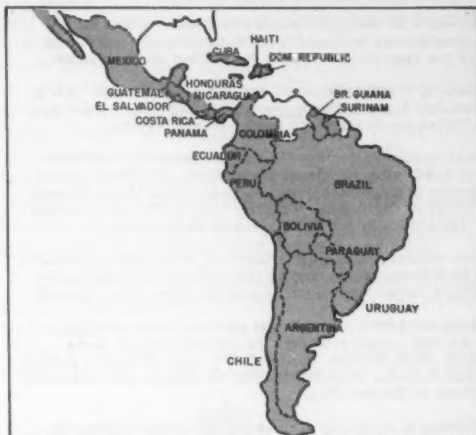 HAITI
CUBA
DOM. REPUBLIC
MEXICO
HONDURAS
BR. GUIANA
GUATEMALA
NICARAGUA
SURINAM
EL SALVADOR
COSTA RICA
PANAMA
COLOMBIA
ECUADOR
PERU
BRAZIL
BOLIVIA
PARAGUAY
URUGUAY
ARGENTINA
CHILE